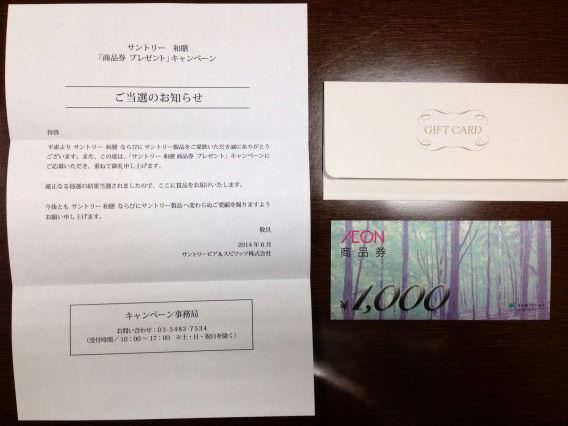 サントリー 和膳
「商品券 プレゼント」キャンペーン
ご当選のお知らせ
拝啓
平素より サントリー 和膳 ならびにサントリー製品をご愛飲いただき誠にありがとう
ございます。また、この度は、「サントリー 和膳 商品券 プレゼント」キャンペーンに
ご応募いただき、重ねて御礼申し上げます。
厳正なる抽選の結果当選されましたので、ここに賞品をお届けいたします。
今後とも サントリー 和膳 ならびにサントリー製品へ変わらぬご愛顧を賜りますよう
お願い申し上げます。
敬具
2014年6月
サントリービア&スピリッツ株式会社
キャンペーン事務局
お問い合わせ:03-5482-7534
(受付時間/10:00~17:00 ※土・日・祝日を除く)
GIFT CARD
ÆON
商品券
¥1,000